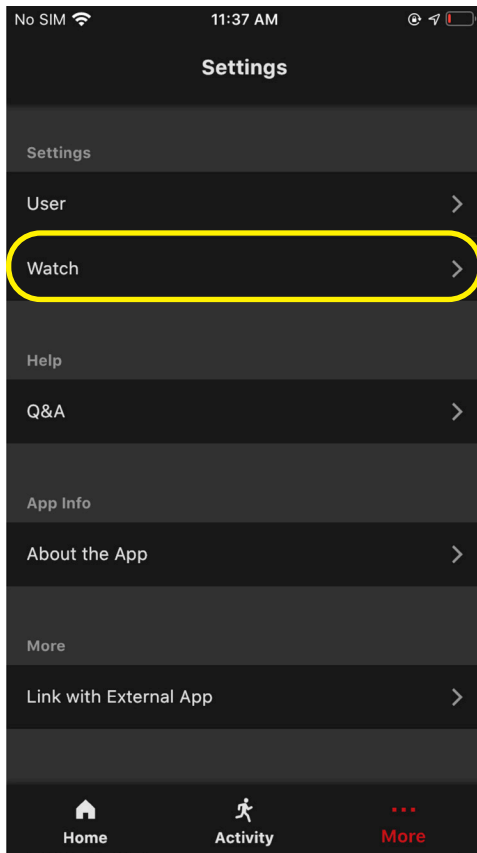 No SIM 11:37 AM
Settings
Settings
User
Watch
Help
Q&A
App Info
About the App
More
Link with External App
Home Activity More